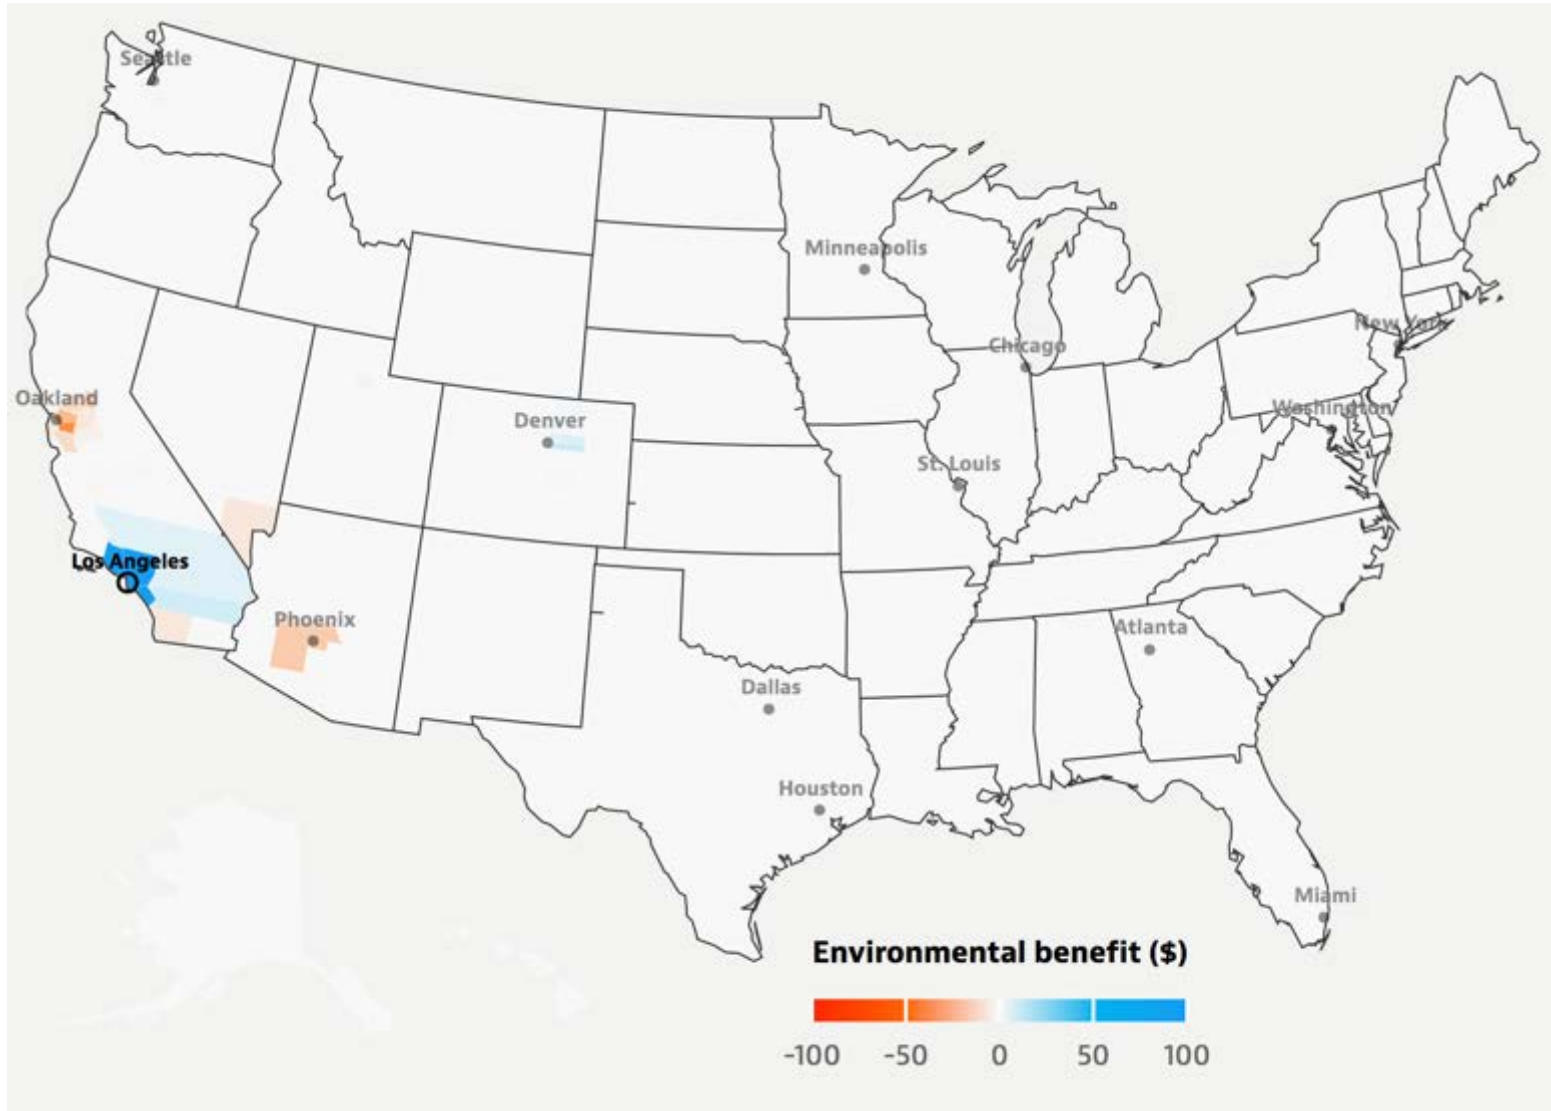 Seattle
Minneapolis
New York
Chicago
Oakland
Washington
Denver
St. Louis
Los Angeles
Phoenix
Atlanta
Dallas
Houston
Miami
Environmental benefit ($)
-100 -50 0 50 100